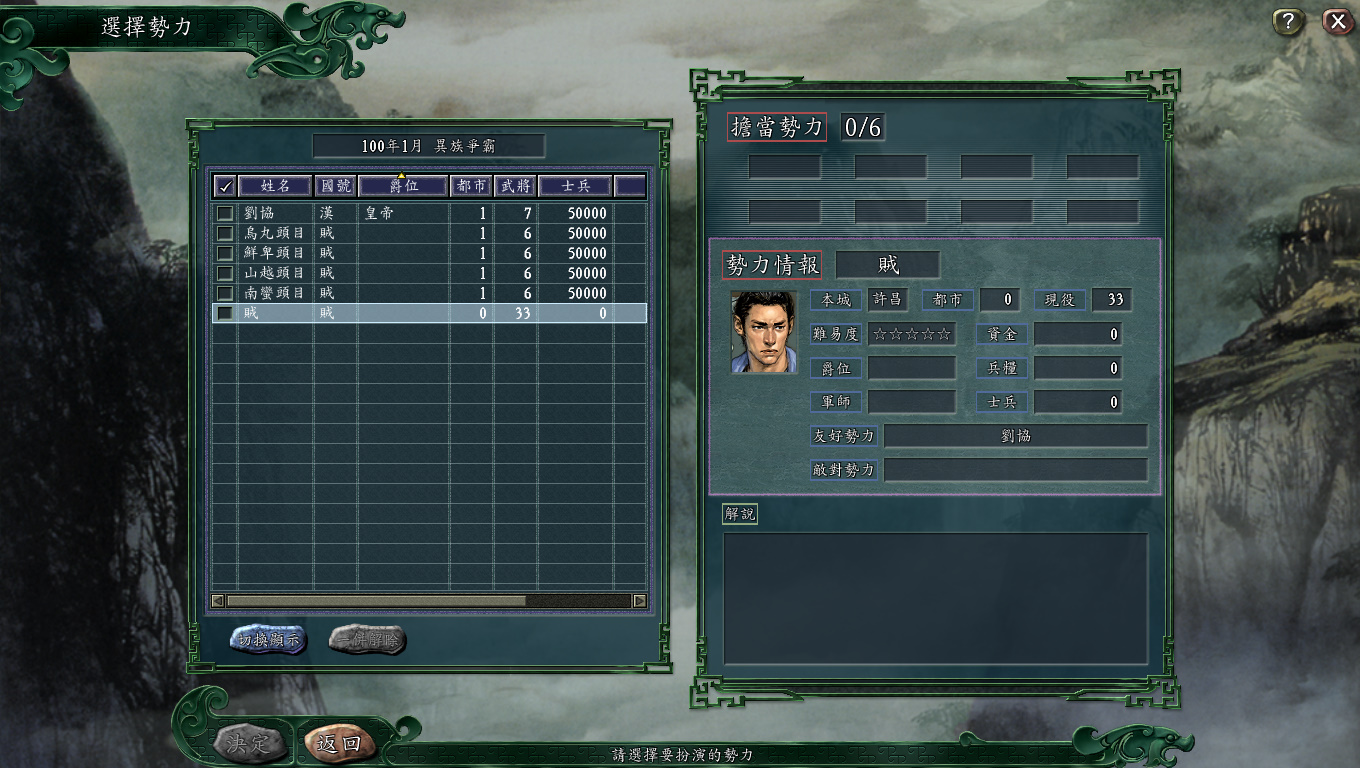 選擇勢力
?
X
100年1月 異族爭霸
姓名 國號 爵位 都市 武將 士兵
劉協 漢 皇帝 1 7 50000
烏丸頭目 賊 1 6 50000
鮮卑頭目 賊 1 6 50000
山越頭目 賊 1 6 50000
南蠻頭目 賊 1 6 50000
賊 賊 0 33 0
切換顯示 一併解除
擔當勢力 0/6
勢力情報 賊
本城 許昌 都市 0 現役 33
難易度 ☆☆☆☆☆ 資金 0
爵位 兵糧 0
軍師 士兵 0
友好勢力 劉協
敵對勢力
解說
決定 返回
請選擇要扮演的勢力